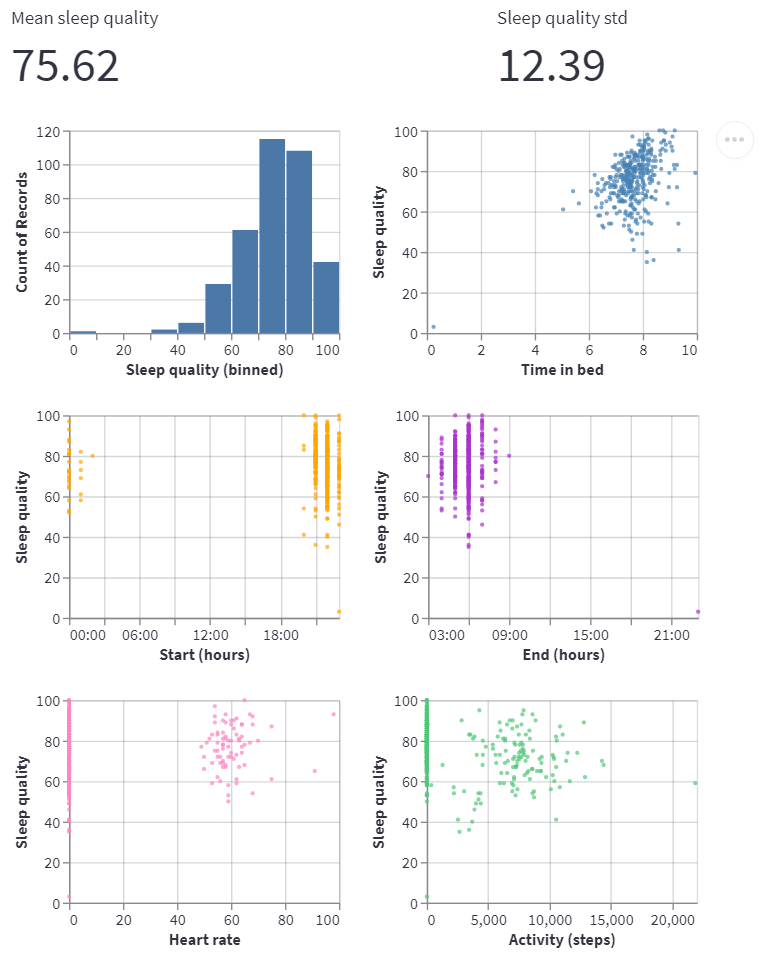 Mean sleep quality
Sleep quality std
75.62
12.39
120
100
80
60
40
20
0
Count of Records
0 20 40 60 80 100
Sleep quality (binned)
100
80
60
40
20
0
Sleep quality
0 2 4 6 8 10
Time in bed
100
80
60
40
20
0
Sleep quality
00:00 06:00 12:00 18:00
Start (hours)
100
80
60
40
20
0
Sleep quality
03:00 09:00 15:00 21:00
End (hours)
100
80
60
40
20
0
Sleep quality
0 20 40 60 80 100
Heart rate
100
80
60
40
20
0
Sleep quality
0 5,000 10,000 15,000 20,000
Activity (steps)